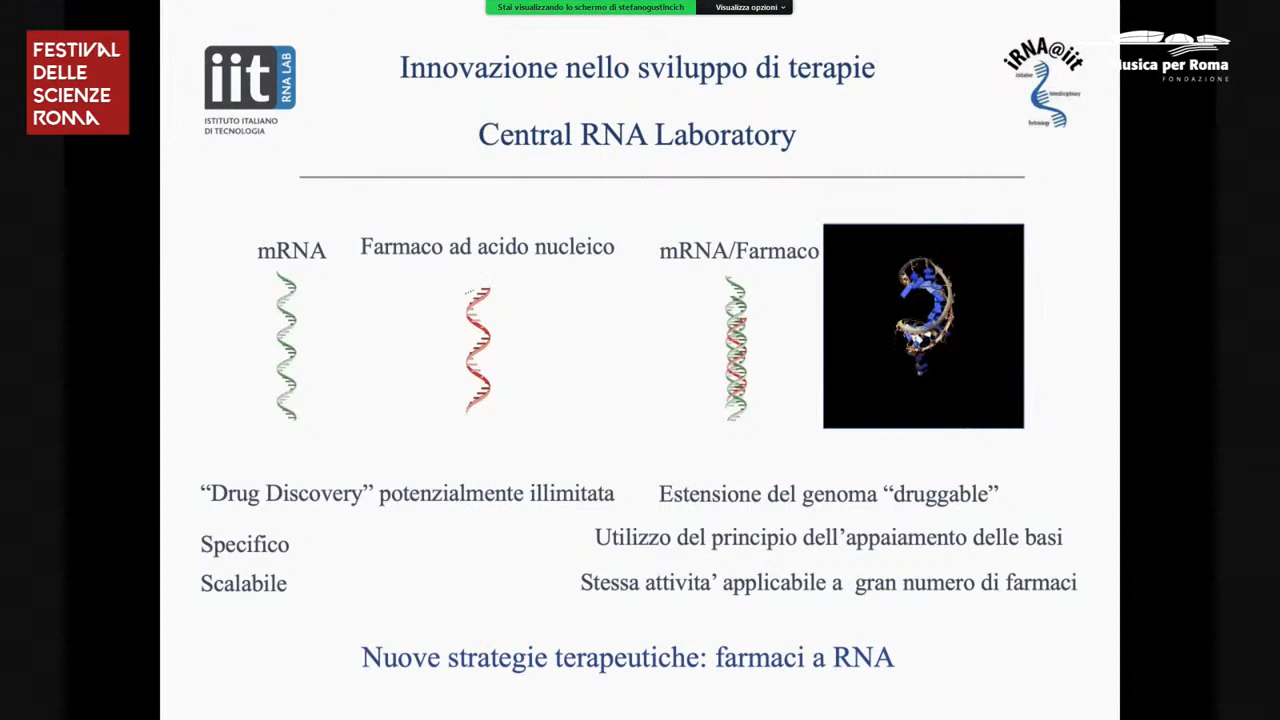 Stai visualizzando lo schermo di stefanogustincich
Visualizza opzioni
FESTIVAL
DELLE
SCIENZE
ROMA
iit
RNA LAB
ISTITUTO ITALIANO
DI TECNOLOGIA
Innovazione nello sviluppo di terapie
Central RNA Laboratory
iRNA@iit
Initiative
Interdisciplinary
Technology
Musica per Roma
FONDAZIONE
mRNA
Farmaco ad acido nucleico
mRNA/Farmaco
“Drug Discovery” potenzialmente illimitata
Estensione del genoma “druggable”
Specifico
Utilizzo del principio dell’appaiamento delle basi
Scalabile
Stessa attivita’ applicabile a gran numero di farmaci
Nuove strategie terapeutiche: farmaci a RNA